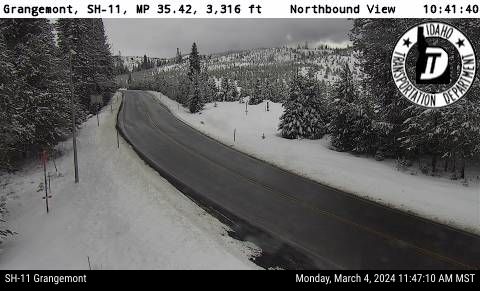 Grangemont, SH-11, MP 35.42, 3,316 ft Northbound View 10:41:40
IDAHO
TRANSPORTATION DEPARTMENT
SH-11 Grangemont Monday, March 4, 2024 11:47:10 AM MST